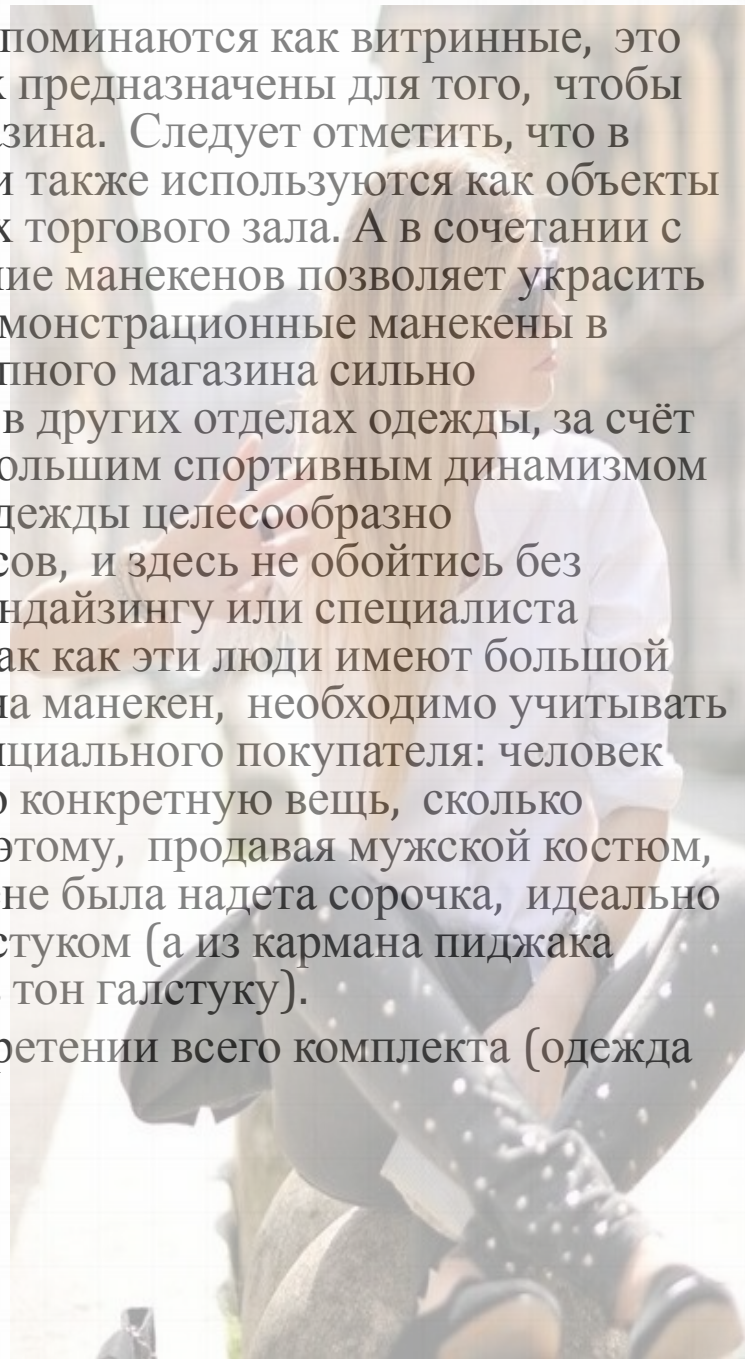 поминаются как витринные, это
предназначены для того, чтобы
азина. Следует отметить, что в
и также используются как объекты
х торгового зала. А в сочетании с
ние манекенов позволяет украсить
монстрационные манекены в
пного магазина сильно
в других отделах одежды, за счёт
ольшим спортивным динамизмом
дежды целесообразно
сов, и здесь не обойтись без
ндайзингу или специалиста
ак как эти люди имеют большой
на манекен, необходимо учитывать
циального покупателя: человек
конкретную вещь, сколько
этому, продавая мужской костюм,
не была надета сорочка, идеально
стуком (а из кармана пиджака
тон галстуку).
ретении всего комплекта (одежда